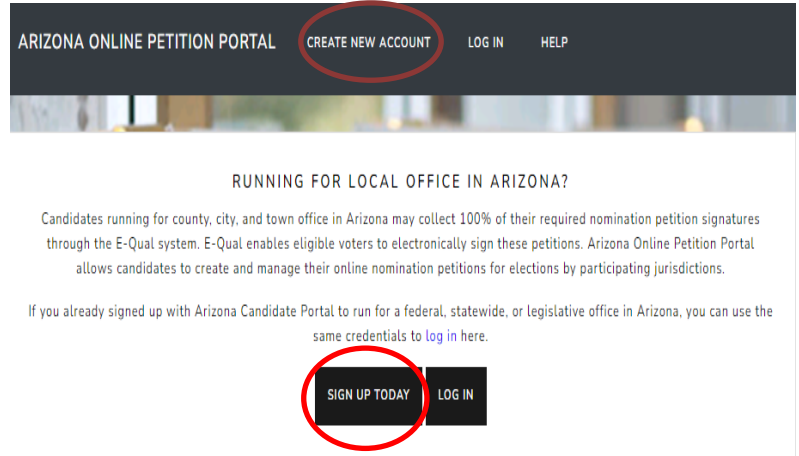 ARIZONA ONLINE PETITION PORTAL CREATE NEW ACCOUNT LOG IN HELP
RUNNING FOR LOCAL OFFICE IN ARIZONA?
Candidates running for county, city, and town office in Arizona may collect 100% of their required nomination petition signatures
through the E-Qual system. E-Qual enables eligible voters to electronically sign these petitions. Arizona Online Petition Portal
allows candidates to create and manage their online nomination petitions for elections by participating jurisdictions.
If you already signed up with Arizona Candidate Portal to run for a federal, statewide, or legislative office in Arizona, you can use the
same credentials to log in here.
SIGN UP TODAY LOG IN